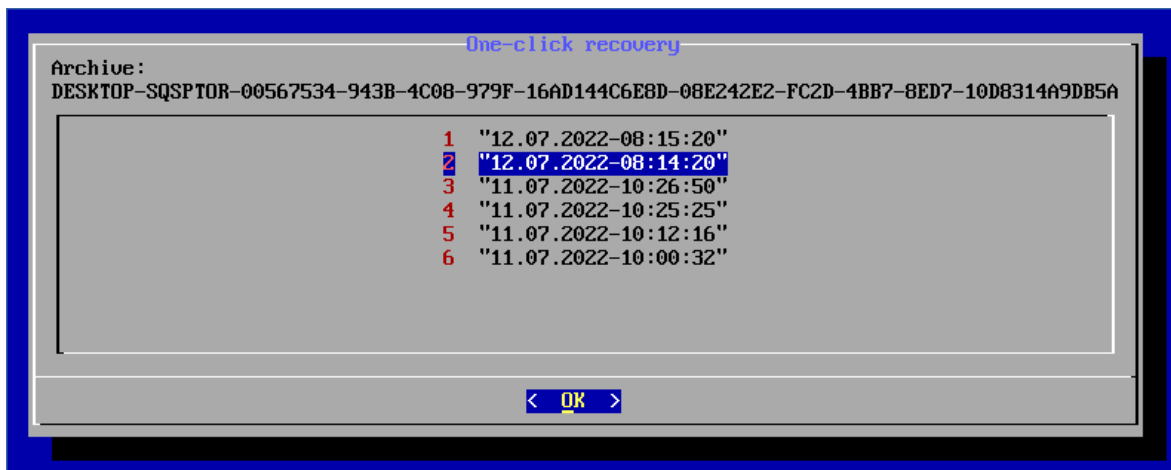 One-click recovery
Archive:
DESKTOP-SQSPTOR-00567534-943B-4C08-979F-16AD144C6E8D-08E242E2-FC2D-4BB7-8ED7-10D8314A9DB5A
1 "12.07.2022-08:15:20"
2 "12.07.2022-08:14:20"
3 "11.07.2022-10:26:50"
4 "11.07.2022-10:25:25"
5 "11.07.2022-10:12:16"
6 "11.07.2022-10:00:32"
< OK >